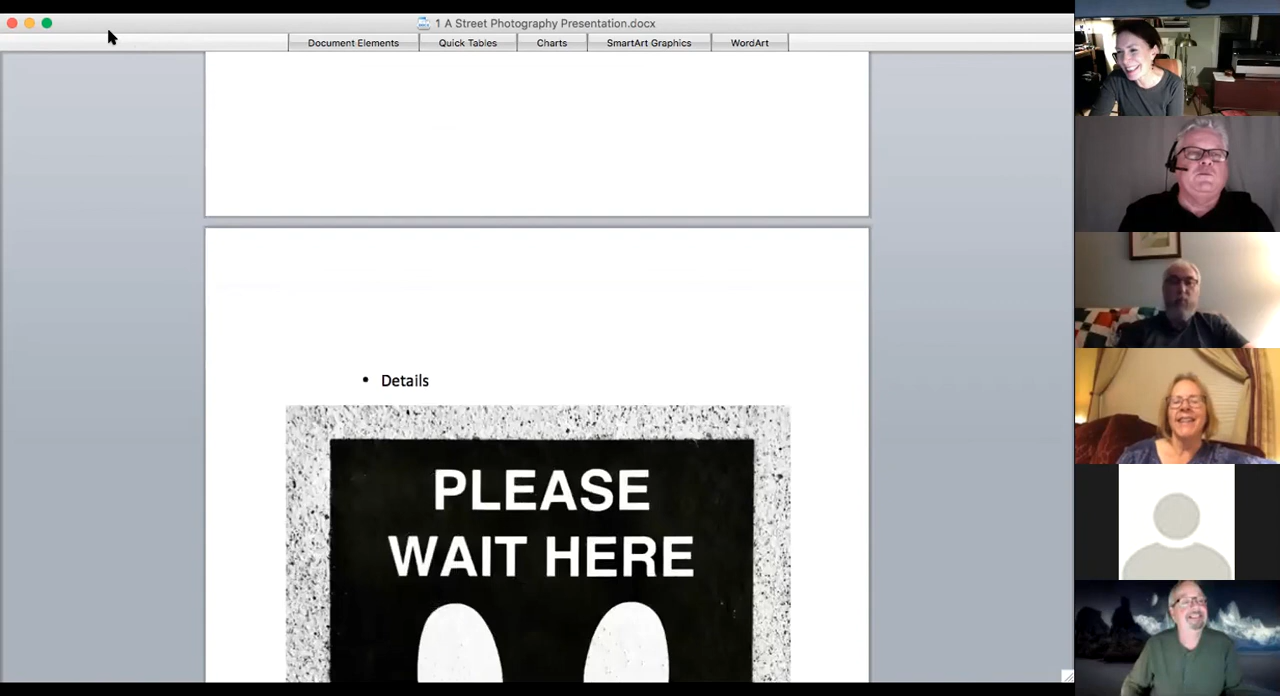 1 A Street Photography Presentation.docx
Document Elements
Quick Tables
Charts
SmartArt Graphics
WordArt
• Details
PLEASE
WAIT HERE